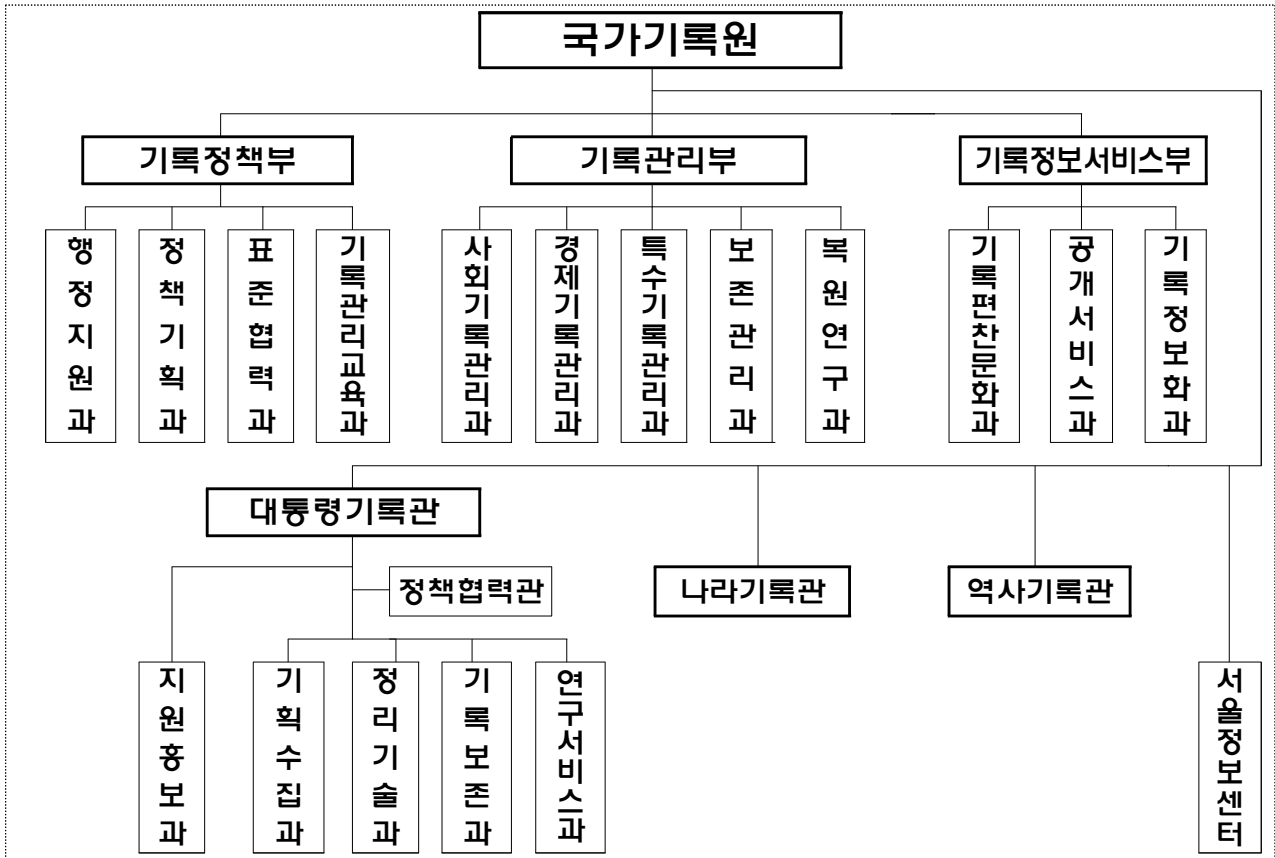 국가기록원
기록정책부
기록관리부
기록정보서비스부
행정지원과
정책기획과
표준협력과
기록관리교육과
사회기록관리과
경제기록관리과
특수기록관리과
보존관리과
복원연구과
기록편찬문화과
공개서비스과
기록정보화과
대통령기록관
정책협력관
나라기록관
역사기록관
지원홍보과
기획수집과
정리기술과
기록보존과
연구서비스과
서울정보센터